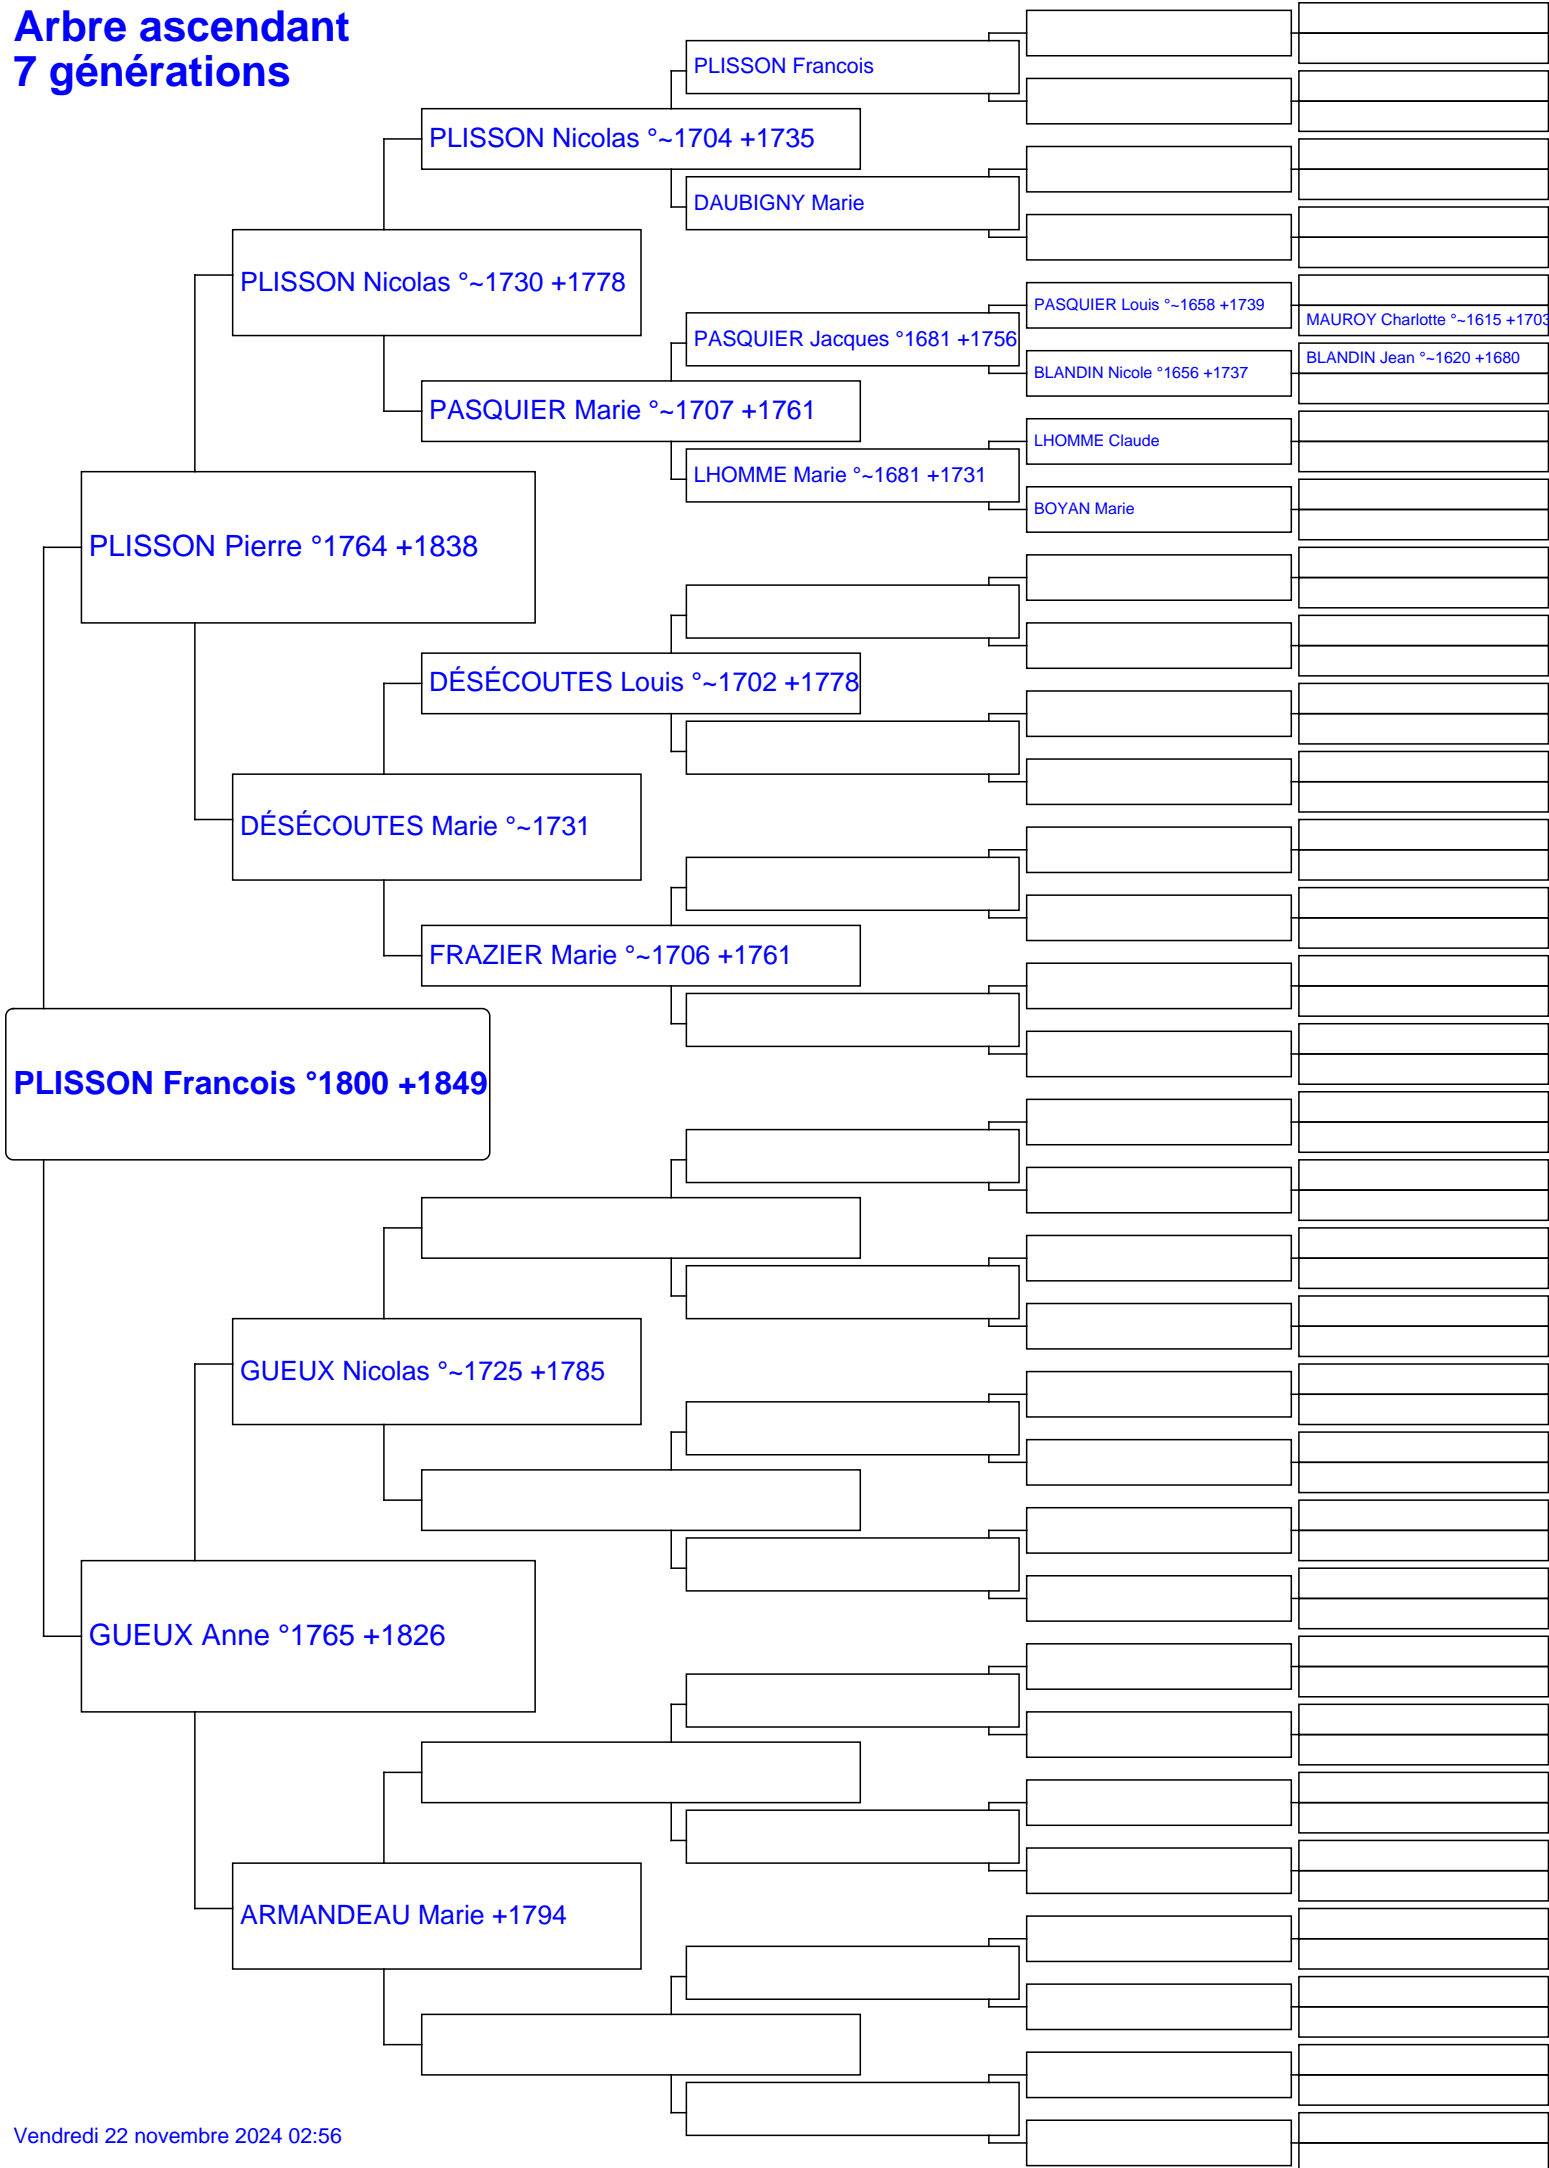 Arbre ascendant
7 générations
PLISSON Francois
PLISSON Nicolas °~1704 +1735
DAUBIGNY Marie
PLISSON Nicolas °~1730 +1778
PASQUIER Louis °~1658 +1739
MAUROY Charlotte °~1615 +1703
PASQUIER Jacques °1681 +1756
BLANDIN Jean °~1620 +1680
BLANDIN Nicole °1656 +1737
PASQUIER Marie °~1707 +1761
LHOMME Claude
LHOMME Marie °~1681 +1731
BOYAN Marie
PLISSON Pierre °1764 +1838
DÉSÉCOUTES Louis °~1702 +1778
DÉSÉCOUTES Marie °~1731
FRAZIER Marie °~1706 +1761
PLISSON Francois °1800 +1849
GUEUX Nicolas °~1725 +1785
GUEUX Anne °1765 +1826
ARMANDEAU Marie +1794
Vendredi 22 novembre 2024 02:56